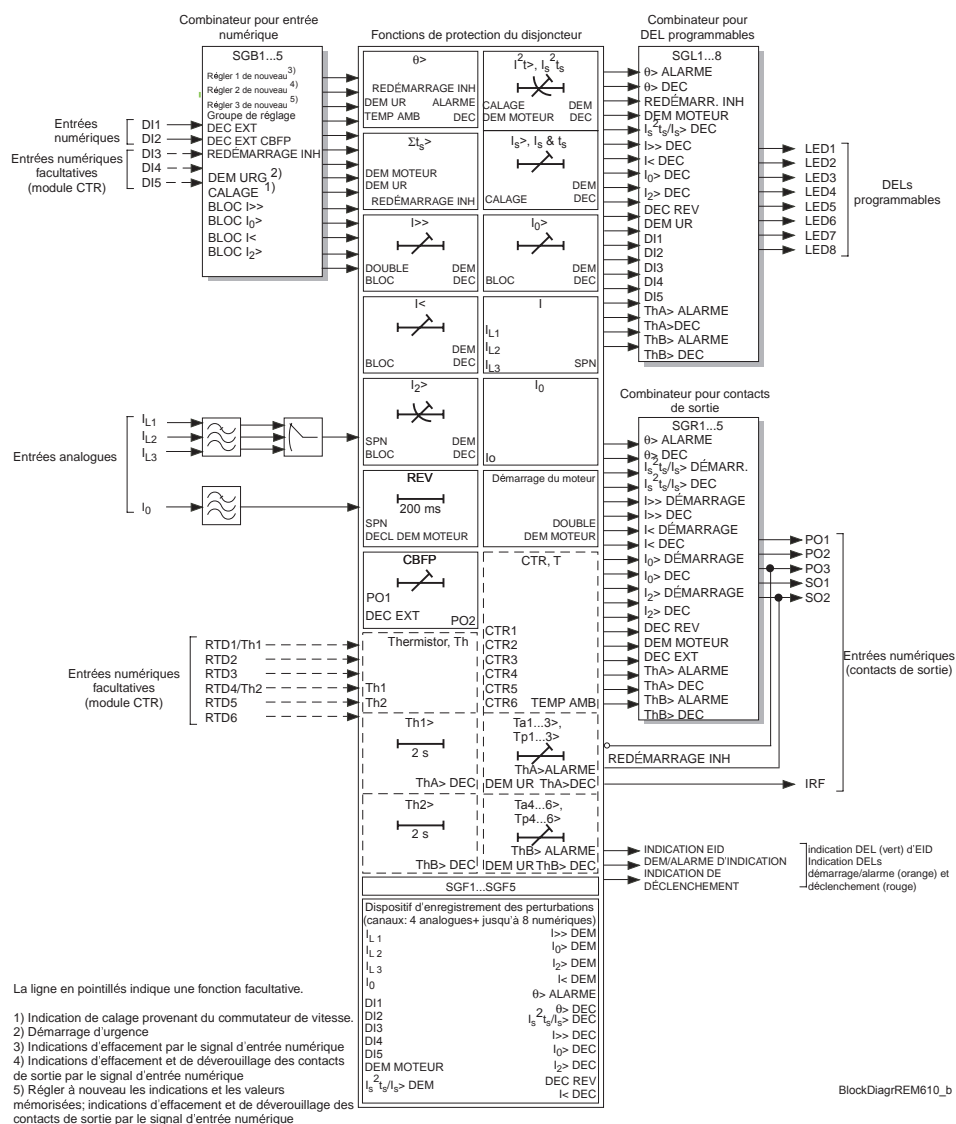 Combinateur pour entrée
numérique
SGB1...5
Régler 1 de nouveau 3)
Régler 2 de nouveau 4)
Régler 3 de nouveau 5)
Groupe de réglage
DEC EXT
DEC EXT CBFP
REDÉMARRAGE INH
DEM URG 2)
CALAGE 1)
BLOC I>>
BLOC I0>
BLOC I<
BLOC I2>
Entrées
numériques
DI1
DI2
Entrées numériques
facultatives
(module CTR)
DI3
DI4
DI5
Entrées analogues
IL1
IL2
IL3
I0
Entrées numériques
facultatives
(module CTR)
RTD1/Th1
RTD2
RTD3
RTD4/Th2
RTD5
RTD6
Fonctions de protection du disjoncteur
θ>
REDÉMARRAGE INH
DEM UR ALARME
TEMP AMB DEC
I2t>, Is2ts
CALAGE DEM
DEM MOTEUR DEC
Σts>
DEM MOTEUR
DEM UR
REDÉMARRAGE INH
Is>, Is & ts
DEM
CALAGE DEC
I>>
DOUBLE DEM
BLOC DEC
I0>
DEM
BLOC DEC
I<
DEM
BLOC DEC
I
IL1
IL2
IL3 SPN
I2>
SPN DEM
BLOC DEC
I0
Io
REV
200 ms
SPN
DECL DEM MOTEUR
Démarrage du moteur
DOUBLE
DEM MOTEUR
CBFP
PO1
DEC EXT PO2
CTR, T
CTR1
CTR2
CTR3
CTR4
CTR5
CTR6 TEMP AMB
Thermistor, Th
Th1
Th2
Th1>
2 s
ThA> DEC
Ta1...3>,
Tp1...3>
ThA>ALARME
DEM UR ThA>DEC
Th2>
2 s
ThB> DEC
Ta4...6>,
Tp4...6>
ThB> ALARME
DEM UR ThB> DEC
SGF1...SGF5
Dispositif d'enregistrement des perturbations
(canaux: 4 analogues+ jusqu'à 8 numériques)
IL 1
IL 2
IL 3
I0
DI1
DI2
DI3
DI4
DI5
DEM MOTEUR
Is2ts/Is> DEM
I>> DEM
I0> DEM
I2> DEM
I< DEM
θ> ALARME
θ> DEC
Is2ts/Is> DEC
I>> DEC
I0> DEC
I2> DEC
DEC REV
I< DEC
Combinateur pour
DEL programmables
SGL1...8
θ> ALARME
θ> DEC
REDÉMARR. INH
DEM MOTEUR
Is2ts/Is> DEC
I>> DEC
I< DEC
I0> DEC
I2> DEC
DEC REV
DEM UR
DI1
DI2
DI3
DI4
DI5
ThA> ALARME
ThA>DEC
ThB> ALARME
ThB> DEC
LED1
LED2
LED3
LED4
LED5
LED6
LED7
LED8
DELs
programmables
Combinateur pour contacts
de sortie
SGR1...5
θ> ALARME
θ> DEC
Is2ts/Is> DÉMARR.
Is2ts/Is> DEC
I>> DÉMARRAGE
I>> DEC
I< DÉMARRAGE
I< DEC
I0> DÉMARRAGE
I0> DEC
I2> DÉMARRAGE
I2> DEC
DEC REV
DEM MOTEUR
DEC EXT
ThA> ALARME
ThA> DEC
ThB> ALARME
ThB> DEC
PO1
PO2
PO3
SO1
SO2
Entrées numériques
(contacts de sortie)
REDÉMARRAGE INH
IRF
INDICATION EID
DEM/ALARME D'INDICATION
INDICATION DE
DÉCLENCHEMENT
indication DEL (vert) d'EID
Indication DELs
démarrage/alarme (orange) et
déclenchement (rouge)
La ligne en pointillés indique une fonction facultative.
1) Indication de calage provenant du commutateur de vitesse.
2) Démarrage d'urgence
3) Indications d'effacement par le signal d'entrée numérique
4) Indications d'effacement et de déverouillage des contacts
de sortie par le signal d'entrée numérique
5) Régler à nouveau les indications et les valeurs
mémorisées; indications d'effacement et de déverouillage des
contacts de sortie par le signal d'entrée numérique
BlockDiagrREM610_b